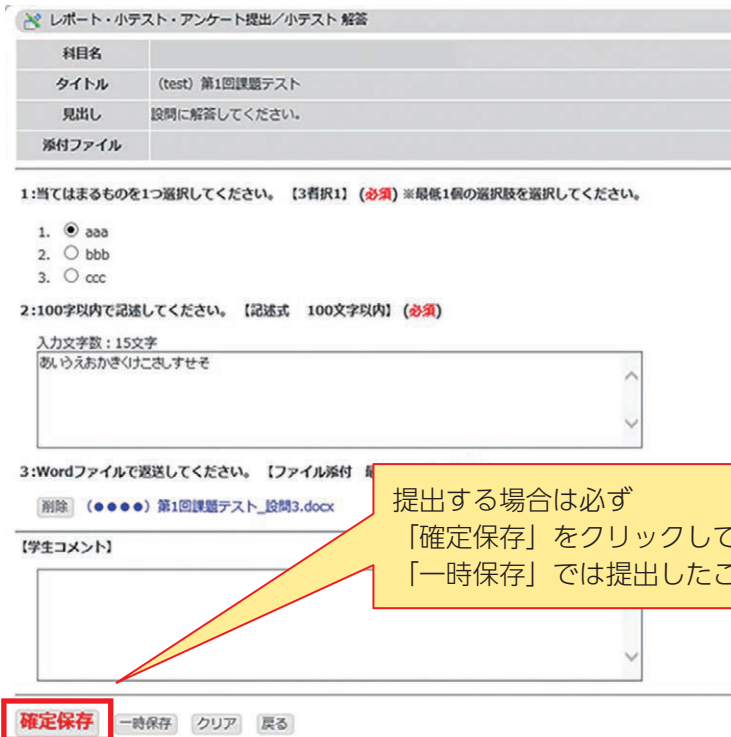 レポート・小テスト・アンケート提出／小テスト 解答
科目名
タイトル (test) 第1回課題テスト
見出し 設問に解答してください。
添付ファイル
1:当てはまるものを1つ選択してください。 【3者択1】 (必須) ※最低1個の選択肢を選択してください。
1. aaa
2. bbb
3. ccc
2:100字以内で記述してください。 【記述式 100文字以内】 (必須)
入力文字数：15文字
あいうえおかきくけこさしすせそ
3:Wordファイルで返送してください。 【ファイル添付
削除 (●●●●) 第1回課題テスト_設問3.docx
【学生コメント】
提出する場合は必ず
「確定保存」をクリックして
「一時保存」では提出したこ
確定保存 一時保存 クリア 戻る